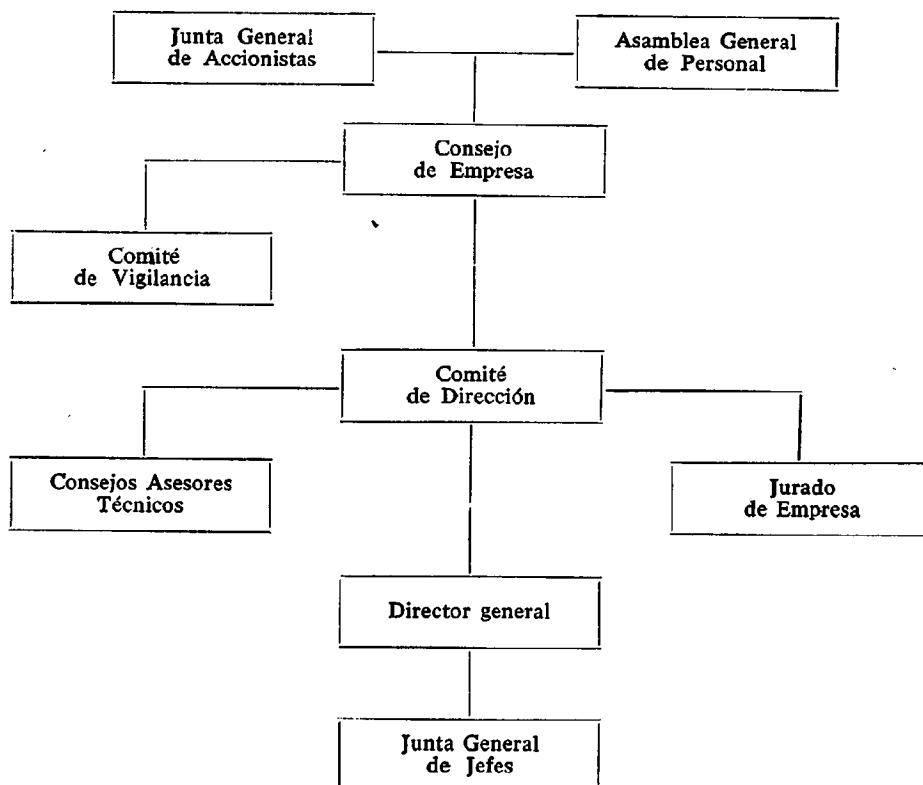 Junta General
de Accionistas
Asamblea General
de Personal
Consejo
de Empresa
Comité
de Vigilancia
Comité
de Dirección
Consejos Asesores
Técnicos
Jurado
de Empresa
Director general
Junta General
de Jefes